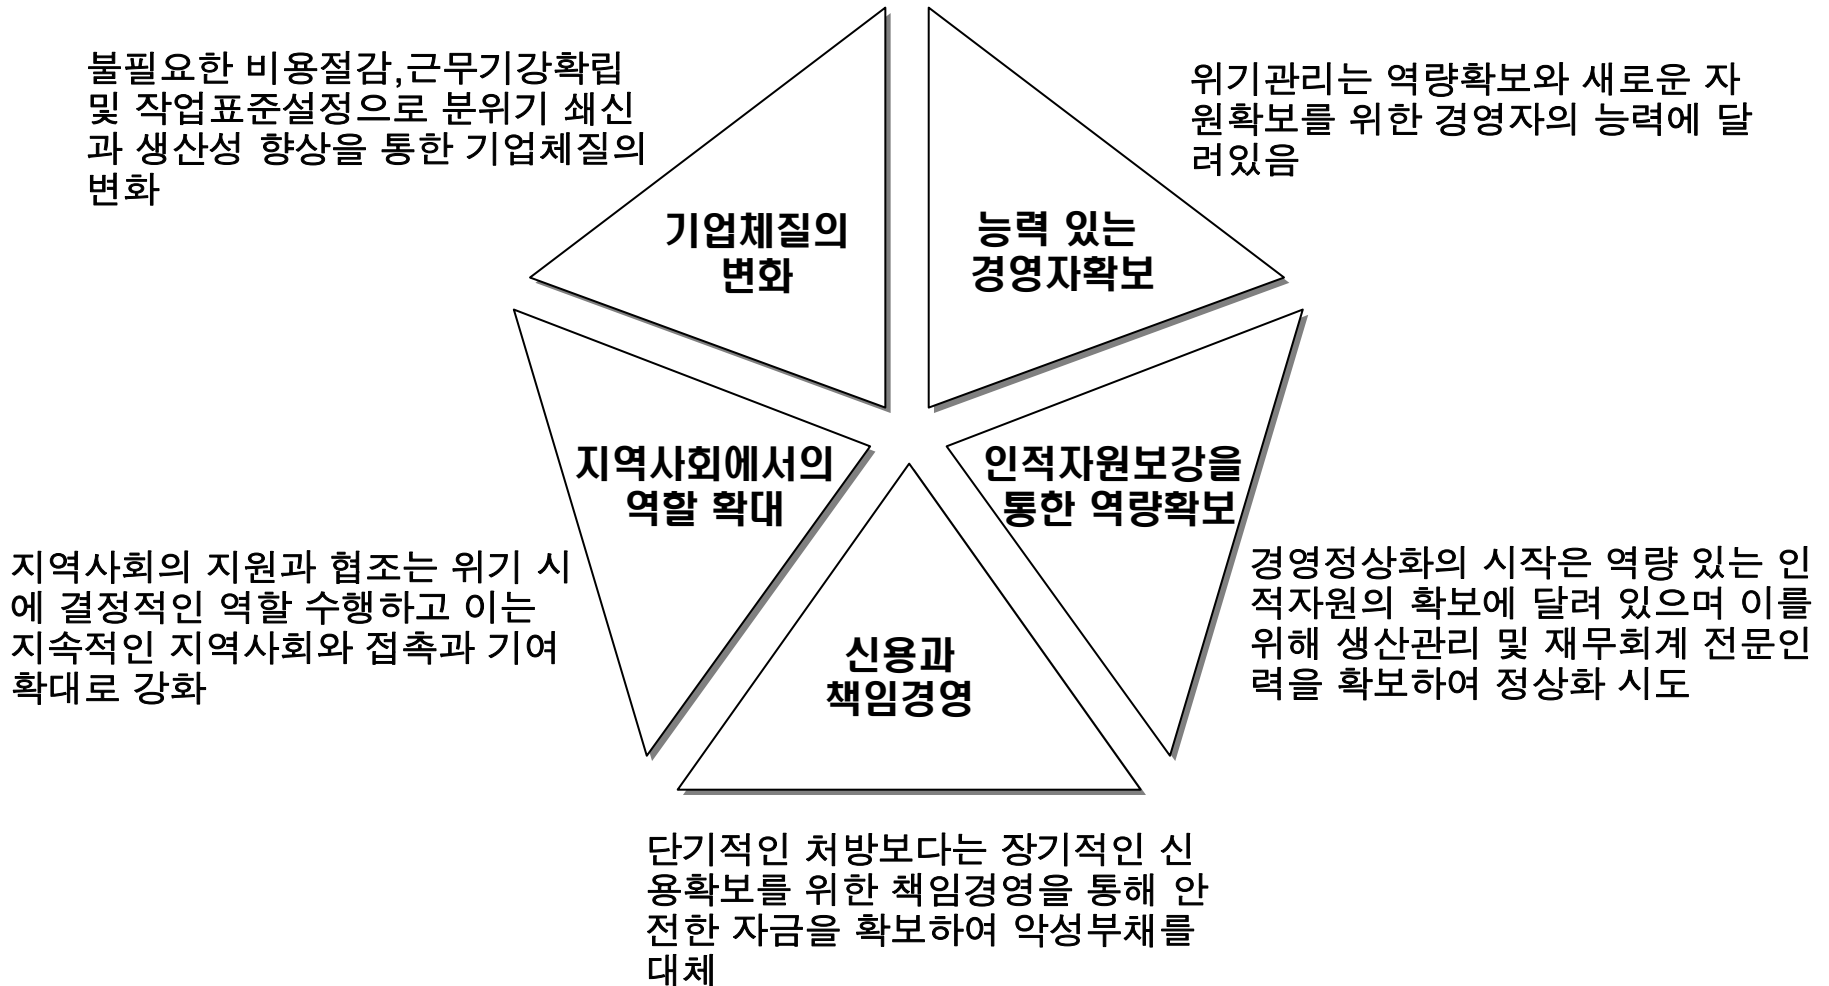 불필요한 비용절감,근무기강확립
및 작업표준설정으로 분위기 쇄신
과 생산성 향상을 통한 기업체질의
변화
위기관리는 역량확보와 새로운 자
원확보를 위한 경영자의 능력에 달
려있음
기업체질의
변화
능력 있는
경영자확보
지역사회에서의
역할 확대
인적자원보강을
통한 역량확보
지역사회의 지원과 협조는 위기 시
에 결정적인 역할 수행하고 이는
지속적인 지역사회와 접촉과 기여
확대로 강화
경영정상화의 시작은 역량 있는 인
적자원의 확보에 달려 있으며 이를
위해 생산관리 및 재무회계 전문인
력을 확보하여 정상화 시도
신용과
책임경영
단기적인 처방보다는 장기적인 신
용확보를 위한 책임경영을 통해 안
전한 자금을 확보하여 악성부채를
대체